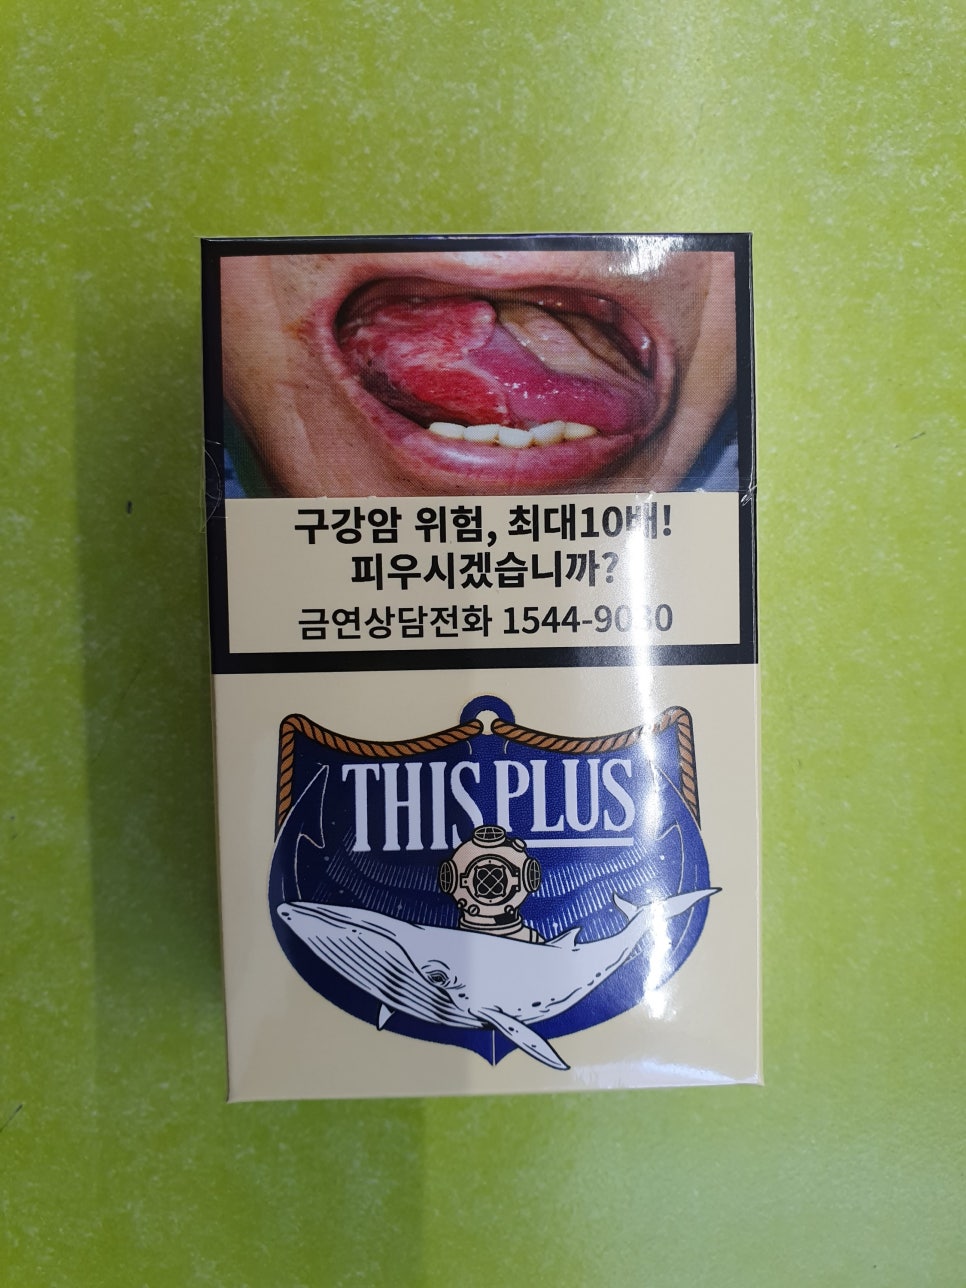 구강암 위험, 최대10배!
피우시겠습니까?
금연상담전화 1544-9030
THIS PLUS